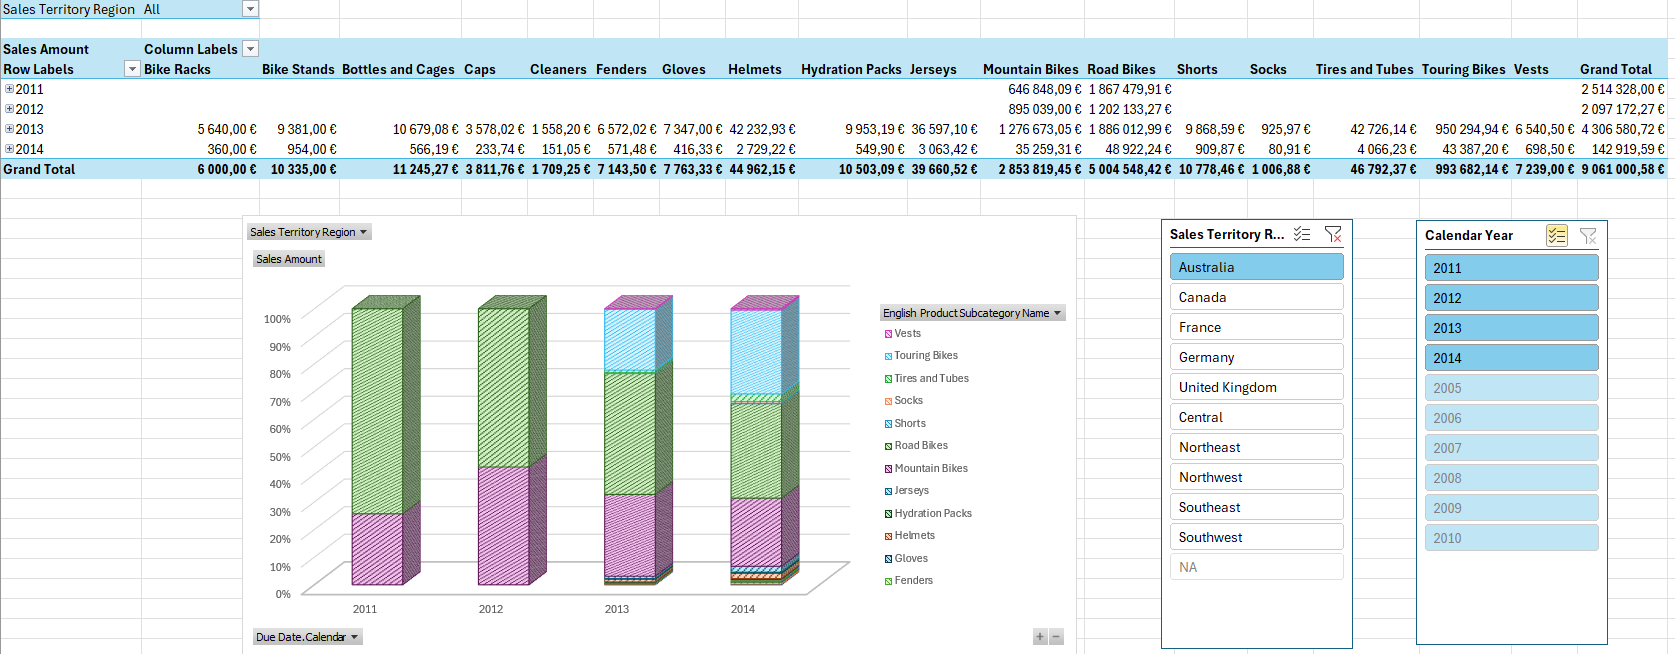 Sales Territory Region All
Sales Amount Column Labels
Row Labels Bike Racks Bike Stands Bottles and Cages Caps Cleaners Fenders Gloves Helmets Hydration Packs Jerseys Mountain Bikes Road Bikes Shorts Socks Tires and Tubes Touring Bikes Vests Grand Total
2011 646 848,09 € 1 867 479,91 € 2 514 328,00 €
2012 895 039,00 € 1 202 133,27 € 2 097 172,27 €
2013 5 640,00 € 9 381,00 € 10 679,08 € 3 578,02 € 1 558,20 € 6 572,02 € 7 347,00 € 42 232,93 € 9 953,19 € 36 597,10 € 1 276 673,05 € 1 886 012,99 € 9 868,59 € 925,97 € 42 726,14 € 950 294,94 € 6 540,50 € 4 306 580,72 €
2014 360,00 € 954,00 € 566,19 € 233,74 € 151,05 € 571,48 € 416,33 € 2 729,22 € 549,90 € 3 063,42 € 35 259,31 € 48 922,24 € 909,87 € 80,91 € 4 066,23 € 43 387,20 € 698,50 € 142 919,59 €
Grand Total 6 000,00 € 10 335,00 € 11 245,27 € 3 811,76 € 1 709,25 € 7 143,50 € 7 763,33 € 44 962,15 € 10 503,09 € 39 660,52 € 2 853 819,45 € 5 004 548,42 € 10 778,46 € 1 006,88 € 46 792,37 € 993 682,14 € 7 239,00 € 9 061 000,58 €
Sales Territory Region
Sales Amount
100%
90%
80%
70%
60%
50%
40%
30%
20%
10%
0%
2011 2012 2013 2014
Due Date.Calendar
English Product Subcategory Name
Vests
Touring Bikes
Tires and Tubes
Socks
Shorts
Road Bikes
Mountain Bikes
Jerseys
Hydration Packs
Helmets
Gloves
Fenders
Sales Territory R...
Australia
Canada
France
Germany
United Kingdom
Central
Northeast
Northwest
Southeast
Southwest
NA
Calendar Year
2011
2012
2013
2014
2005
2006
2007
2008
2009
2010